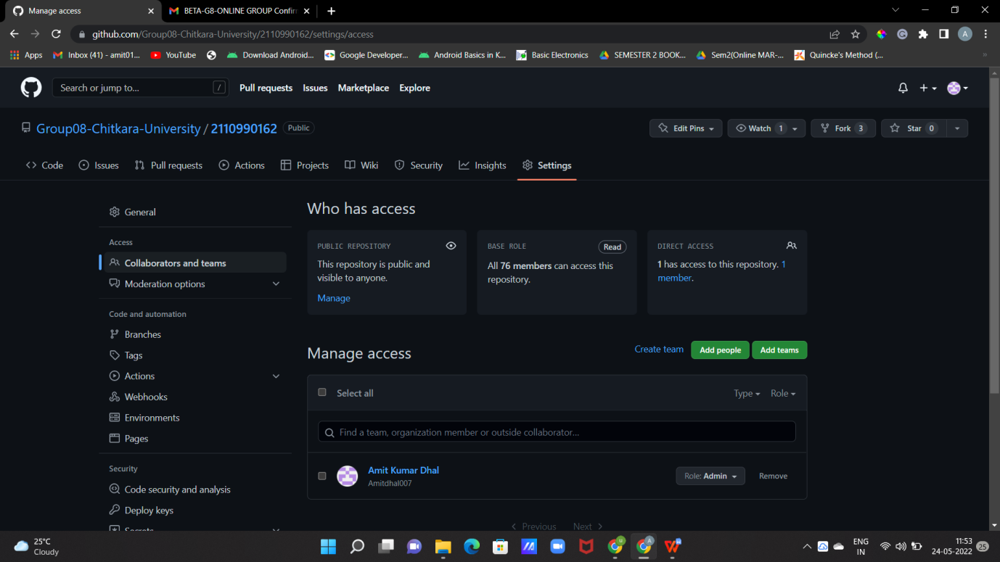 Manage access
BETA-G8-ONLINE GROUP Confir
github.com/Group08-Chitkara-University/2110990162/settings/access
A
Apps Inbox (41) - amit01... YouTube Download Android... Google Developer... Android Basics in K... Basic Electronics SEMESTER 2 BOOK... Sem2(Online MAR-... Quincke's Method (...
Search or jump to... /
Pull requests Issues Marketplace Explore
Group08-Chitkara-University / 2110990162 Public
Edit Pins Watch 1 Fork 3 Star 0
Code Issues Pull requests Actions Projects Wiki Security Insights Settings
General
Access
Collaborators and teams
Moderation options
Code and automation
Branches
Tags
Actions
Webhooks
Environments
Pages
Security
Code security and analysis
Deploy keys
Secrets
Who has access
PUBLIC REPOSITORY
This repository is public and
visible to anyone.
Manage
BASE ROLE Read
All 76 members can access this
repository.
DIRECT ACCESS
1 has access to this repository. 1
member.
Manage access
Create team Add people Add teams
Select all Type Role
Find a team, organization member or outside collaborator...
Amit Kumar Dhal
Amitdhal007
Role: Admin Remove
Previous Next
25°C
Cloudy
ENG
IN
11:53
24-05-2022
25